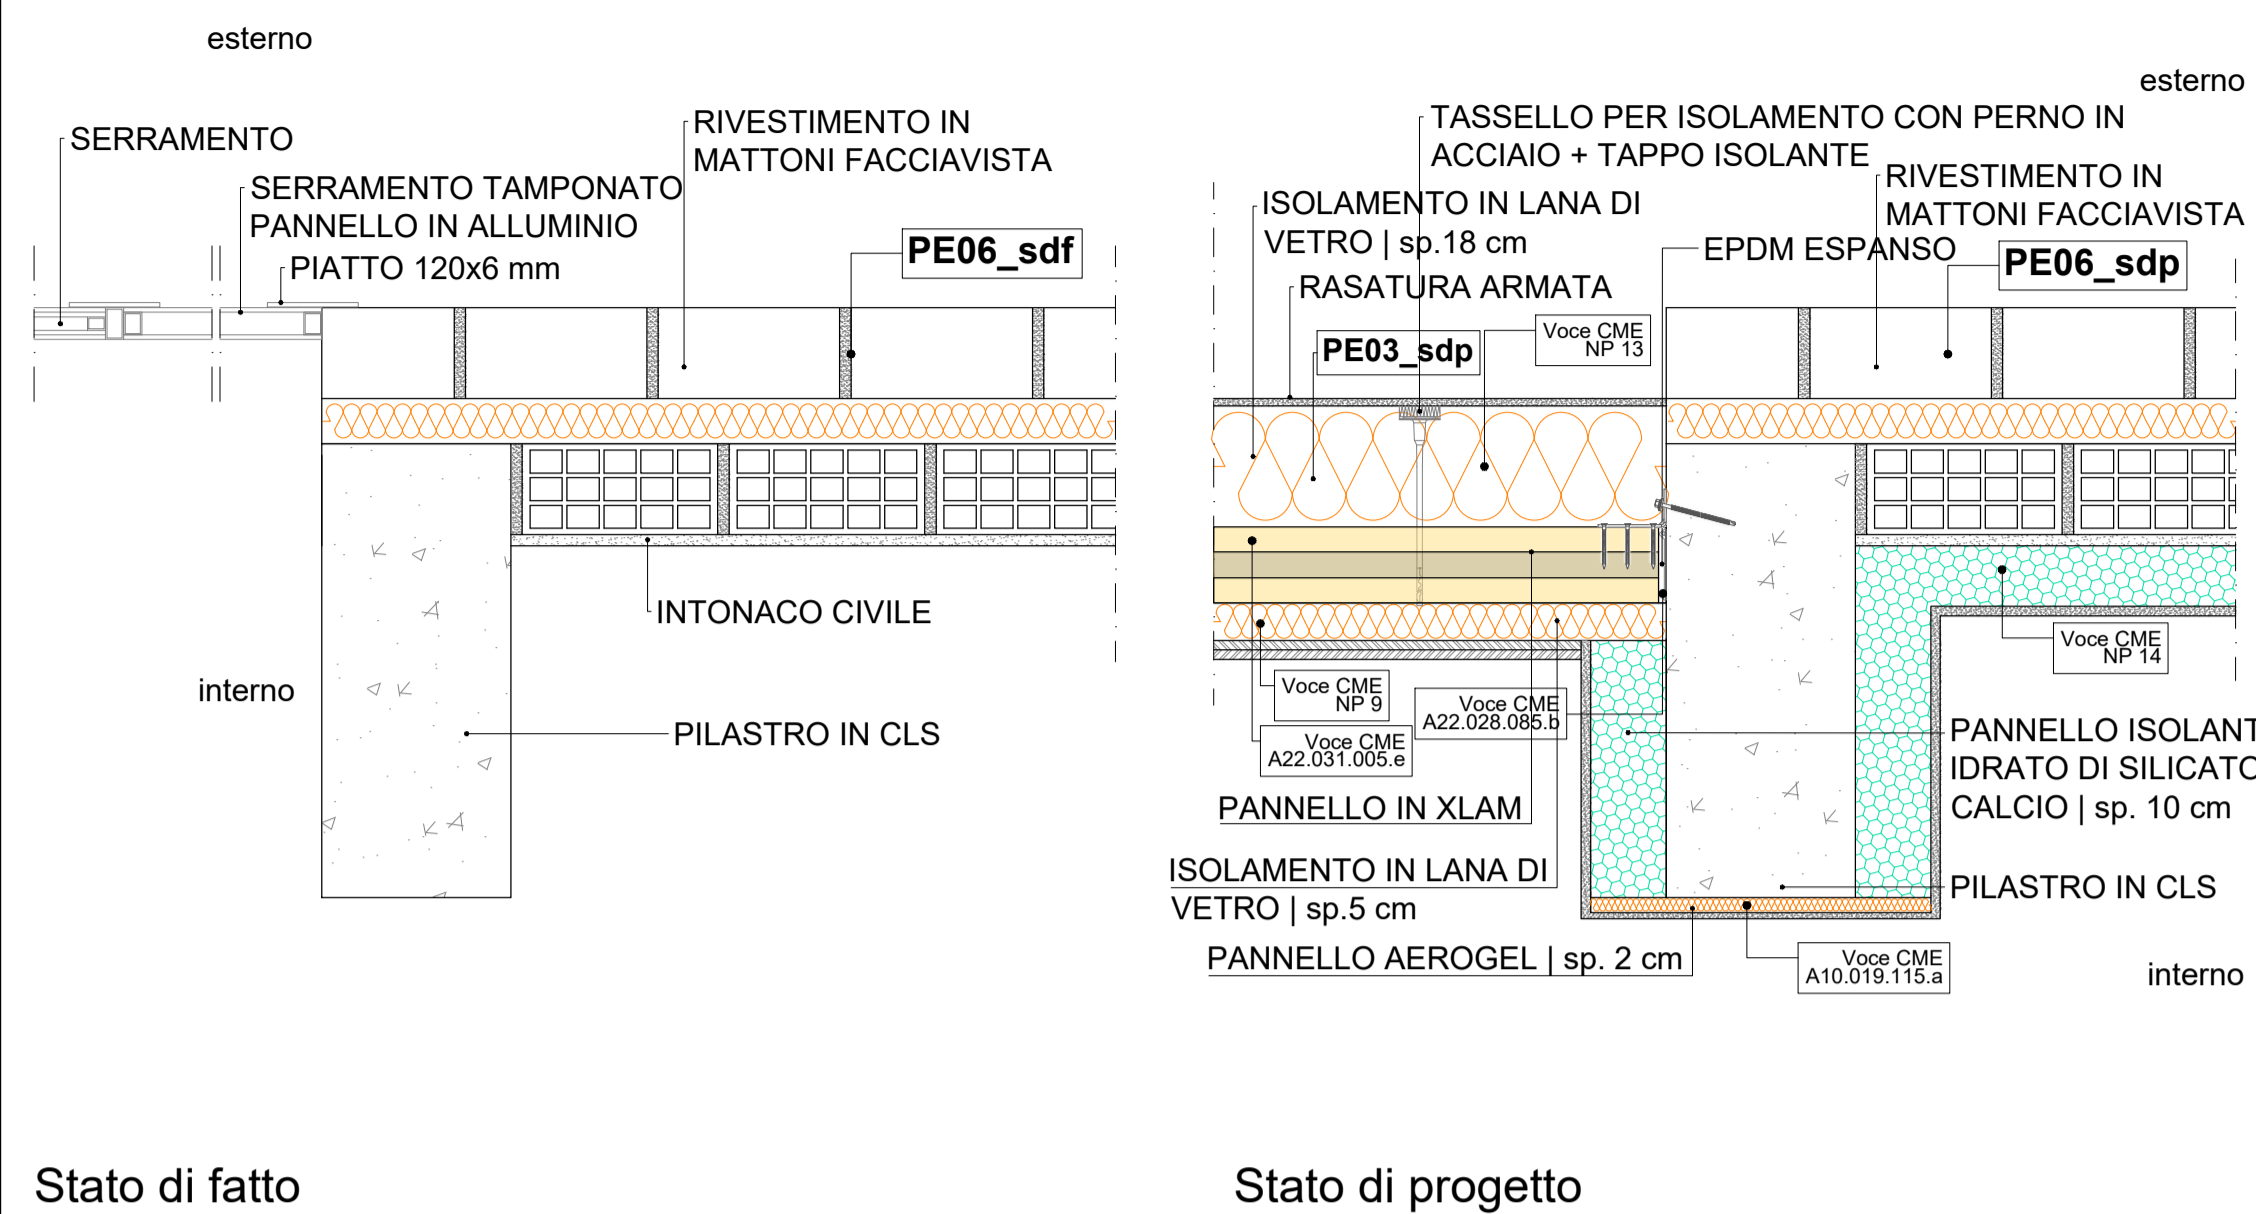 esterno
SERRAMENTO
SERRAMENTO TAMPONATO
PANNELLO IN ALLUMINIO
PIATTO 120x6 mm
RIVESTIMENTO IN
MATTONI FACCIAVISTA
PE06_sdf
INTONACO CIVILE
interno
PILASTRO IN CLS
Stato di fatto
esterno
TASSELLO PER ISOLAMENTO CON PERNO IN
ACCIAIO + TAPPO ISOLANTE
RIVESTIMENTO IN
MATTONI FACCIAVISTA
ISOLAMENTO IN LANA DI
VETRO | sp.18 cm
EPDM ESPANSO
PE06_sdp
RASATURA ARMATA
Voce CME
NP 13
PE03_sdp
Voce CME
NP 14
Voce CME
NP 9
Voce CME
A22.028.085.b
Voce CME
A22.031.005.e
PANNELLO ISOLANT
IDRATO DI SILICATO
CALCIO | sp. 10 cm
PANNELLO IN XLAM
ISOLAMENTO IN LANA DI
VETRO | sp.5 cm
PILASTRO IN CLS
PANNELLO AEROGEL | sp. 2 cm
Voce CME
A10.019.115.a
interno
Stato di progetto